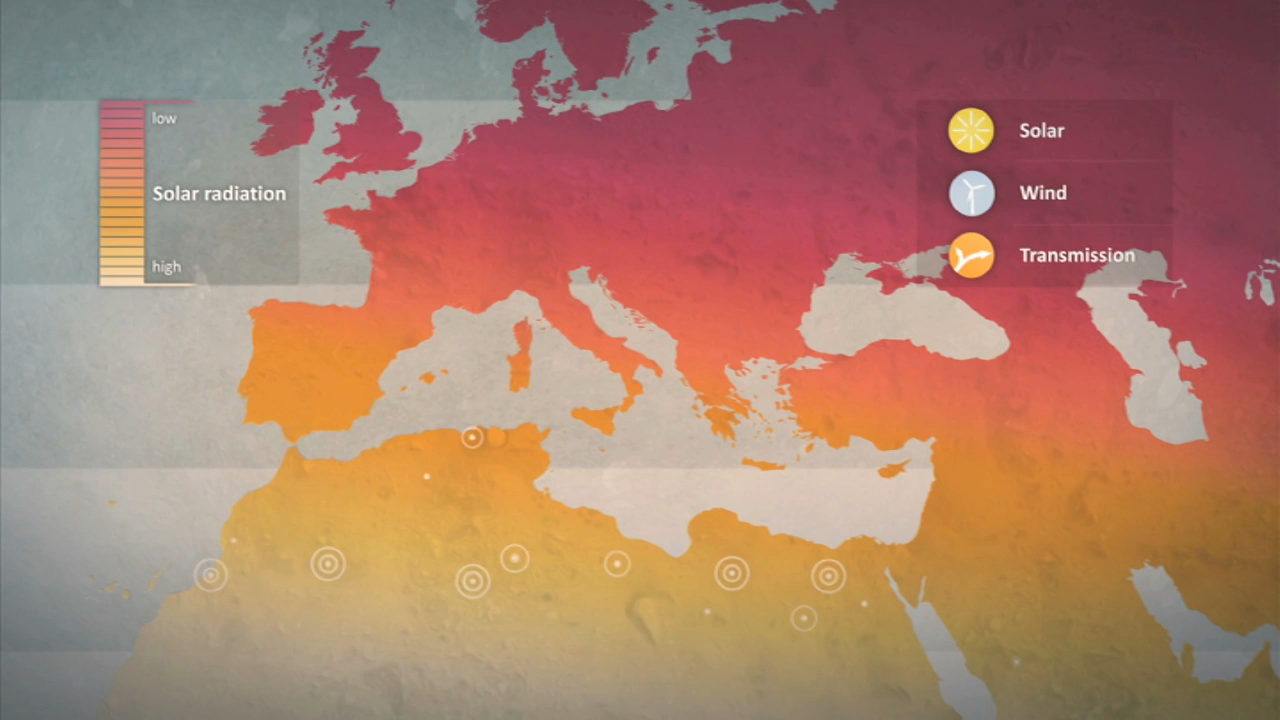 low
Solar radiation
high
Solar
Wind
Transmission